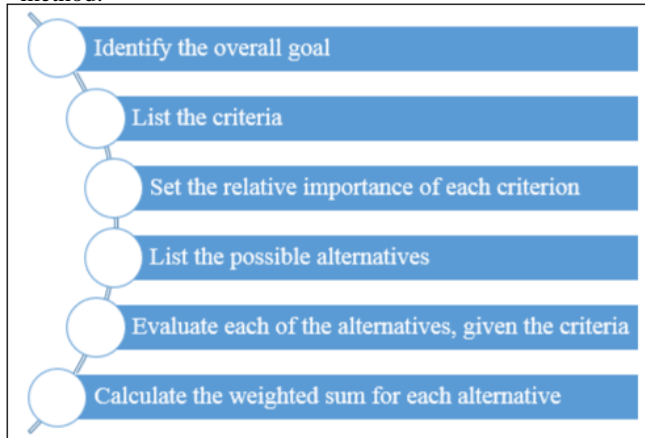 method.
Identify the overall goal
List the criteria
Set the relative importance of each criterion
List the possible alternatives
Evaluate each of the alternatives, given the criteria
Calculate the weighted sum for each alternative